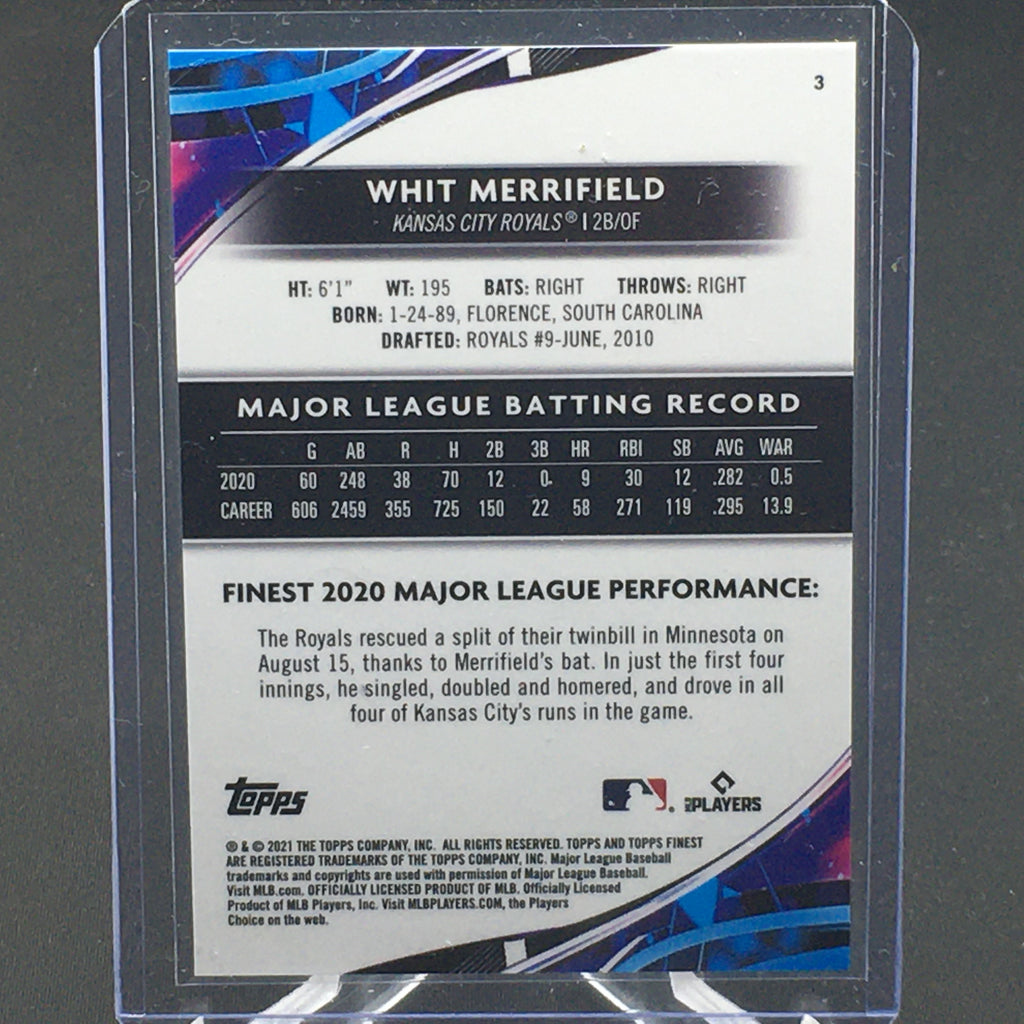 3
WHIT MERRIFIELD
KANSAS CITY ROYALS® | 2B/OF
HT: 6'1" WT: 195 BATS: RIGHT THROWS: RIGHT
BORN: 1-24-89, FLORENCE, SOUTH CAROLINA
DRAFTED: ROYALS #9-JUNE, 2010
MAJOR LEAGUE BATTING RECORD
G AB R H 2B 3B HR RBI SB AVG WAR
2020 60 248 38 70 12 0 9 30 12 .282 0.5
CAREER 606 2459 355 725 150 22 58 271 119 .295 13.9
FINEST 2020 MAJOR LEAGUE PERFORMANCE:
The Royals rescued a split of their twinbill in Minnesota on
August 15, thanks to Merrifield's bat. In just the first four
innings, he singled, doubled and homered, and drove in all
four of Kansas City's runs in the game.
Topps
MLB PLAYERS
® & © 2021 THE TOPPS COMPANY, INC. ALL RIGHTS RESERVED. TOPPS AND TOPPS FINEST
ARE REGISTERED TRADEMARKS OF THE TOPPS COMPANY, INC. Major League Baseball
trademarks and copyrights are used with permission of Major League Baseball.
Visit MLB.com. OFFICIALLY LICENSED PRODUCT OF MLB. Officially Licensed
Product of MLB Players, Inc. Visit MLBPLAYERS.COM, the Players
Choice on the web.